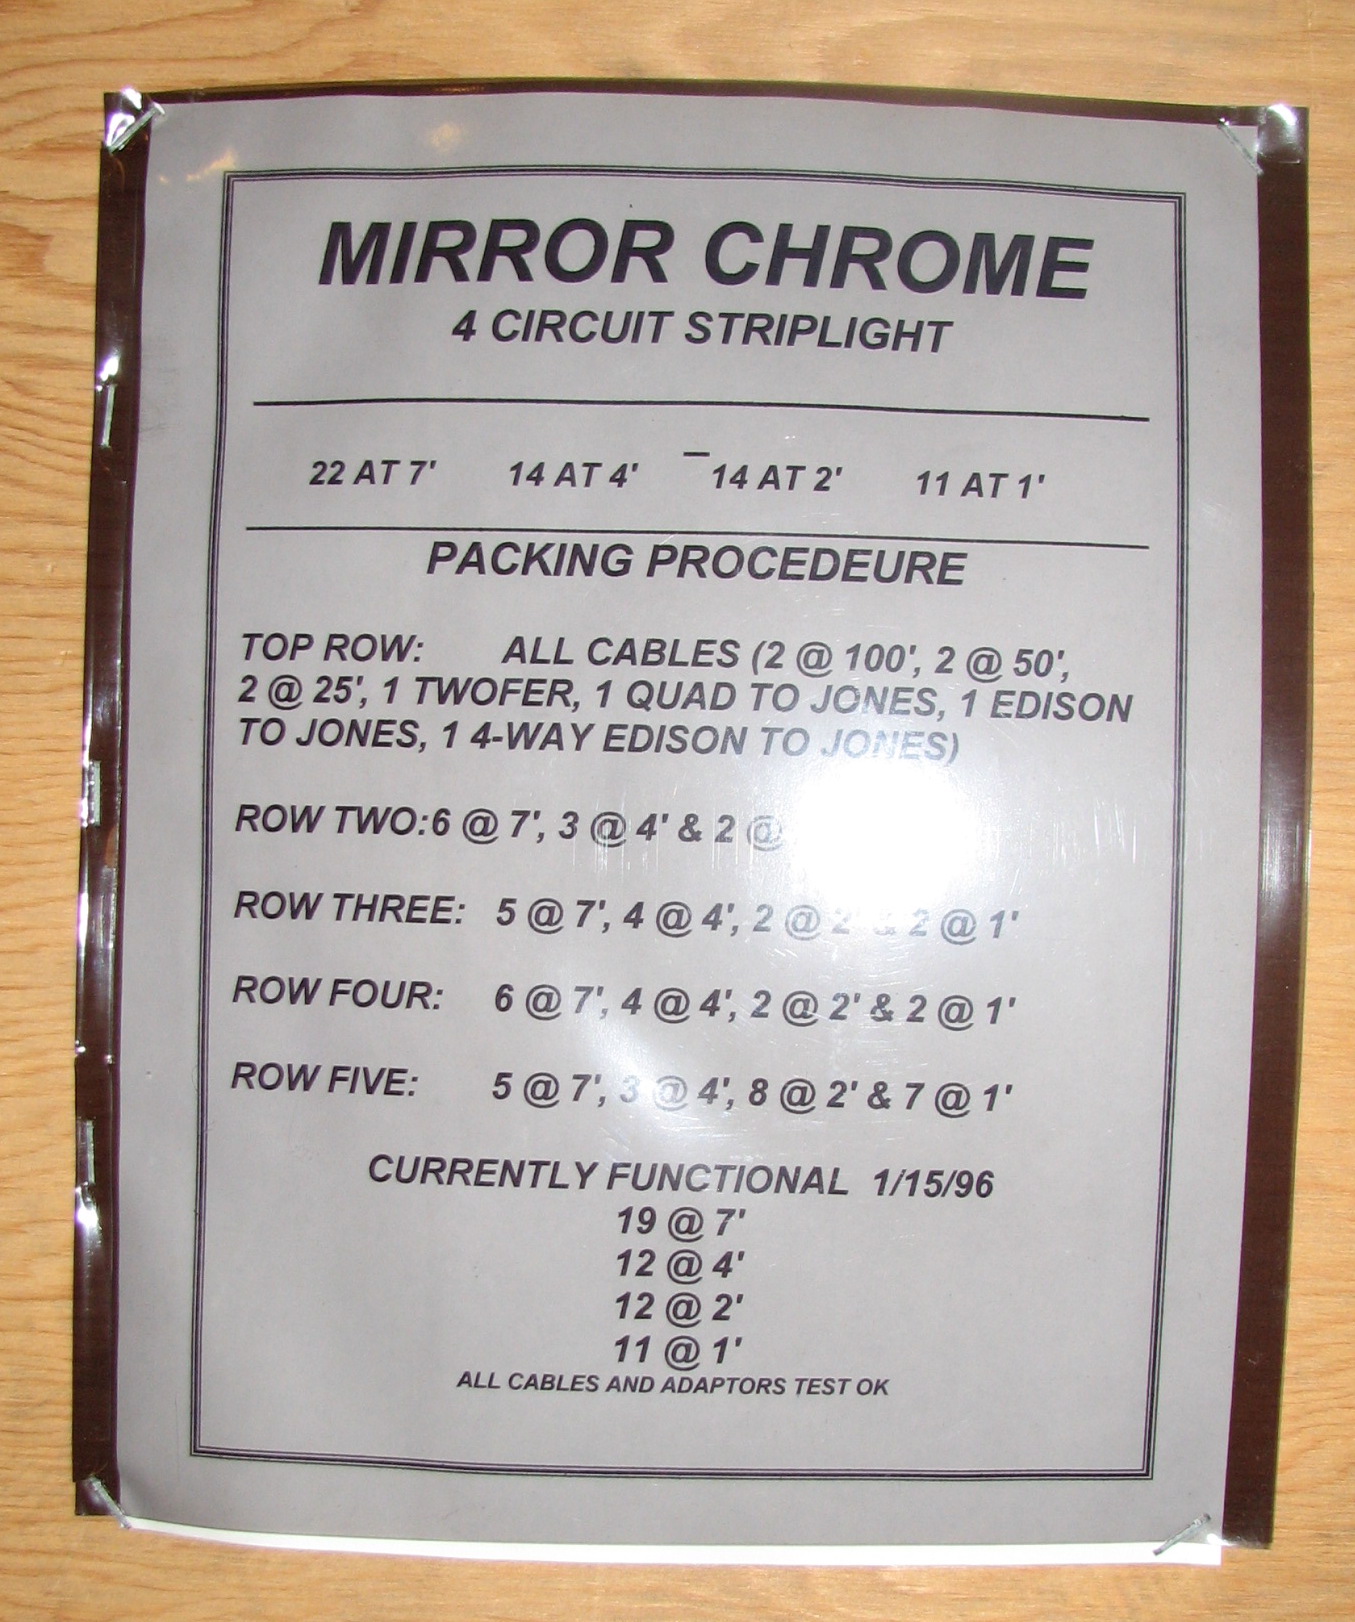 MIRROR CHROME
4 CIRCUIT STRIPLIGHT
22 AT 7' 14 AT 4' 14 AT 2' 11 AT 1'
PACKING PROCEDEURE
TOP ROW: ALL CABLES (2 @ 100', 2 @ 50',
2 @ 25', 1 TWOFER, 1 QUAD TO JONES, 1 EDISON
TO JONES, 1 4-WAY EDISON TO JONES)
ROW TWO:6 @ 7', 3 @ 4' & 2 @
ROW THREE: 5 @ 7', 4 @ 4', 2 @ 2' & 2 @ 1'
ROW FOUR: 6 @ 7', 4 @ 4', 2 @ 2' & 2 @ 1'
ROW FIVE: 5 @ 7', 3 @ 4', 8 @ 2' & 7 @ 1'
CURRENTLY FUNCTIONAL 1/15/96
19 @ 7'
12 @ 4'
12 @ 2'
11 @ 1'
ALL CABLES AND ADAPTORS TEST OK